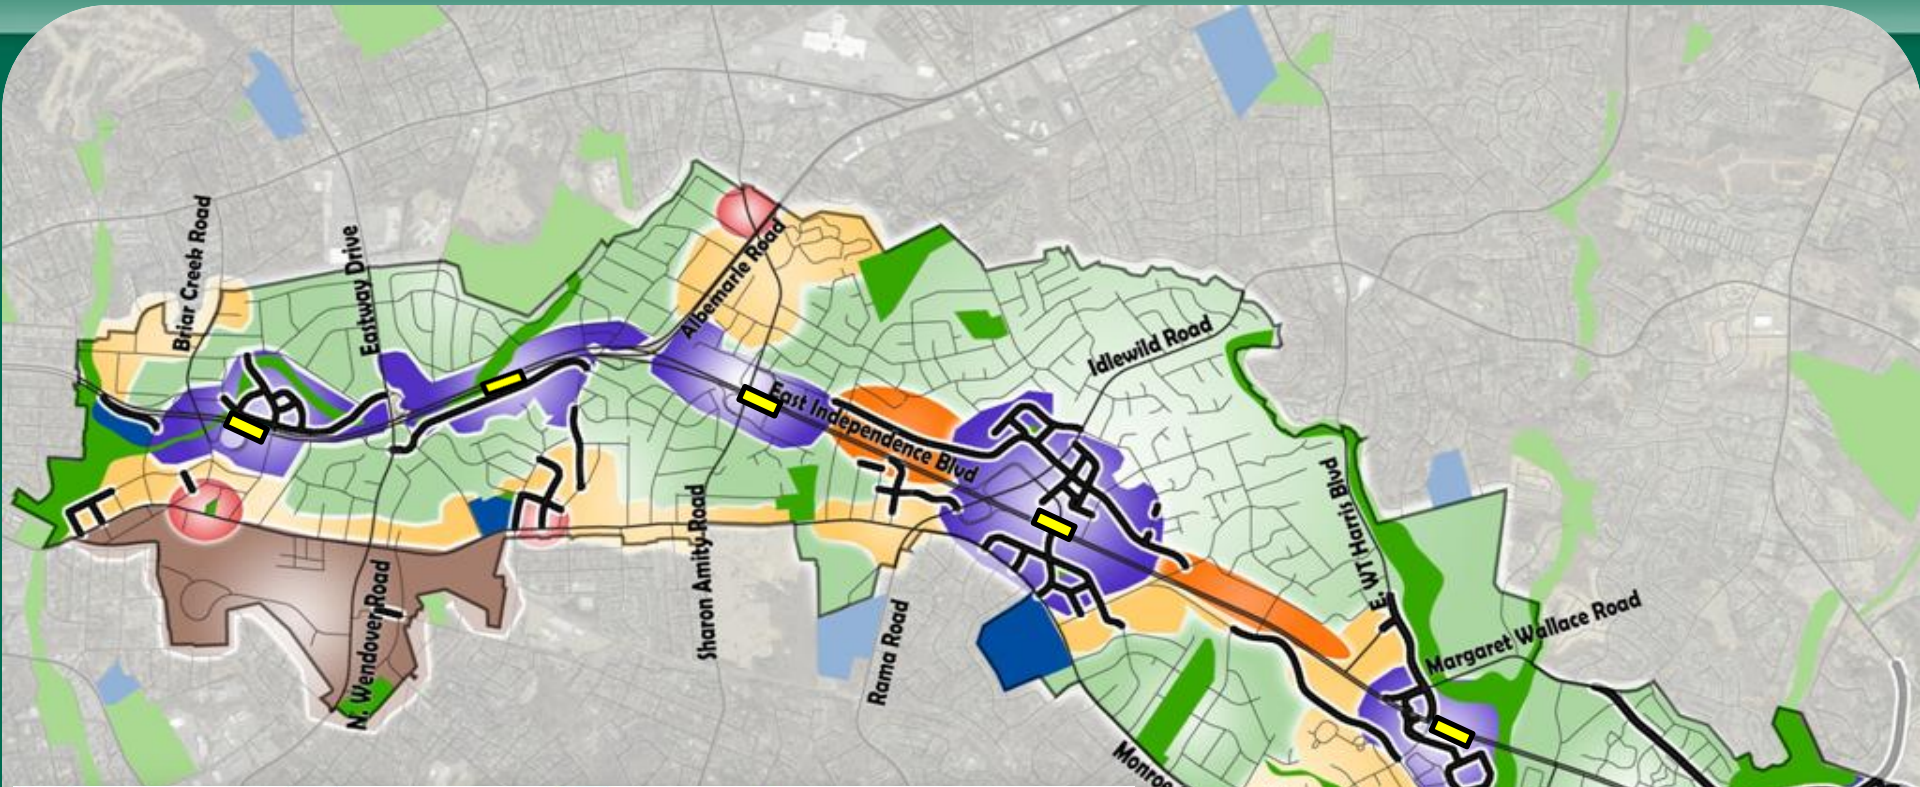 Briar Creek Road
Eastway Drive
Albemarle Road
Idlewild Road
East Independence Blvd
E. WT Harris Blvd
Sharon Amity Road
N. Wendover Road
Rama Road
Margaret Wallace Road
Monroe